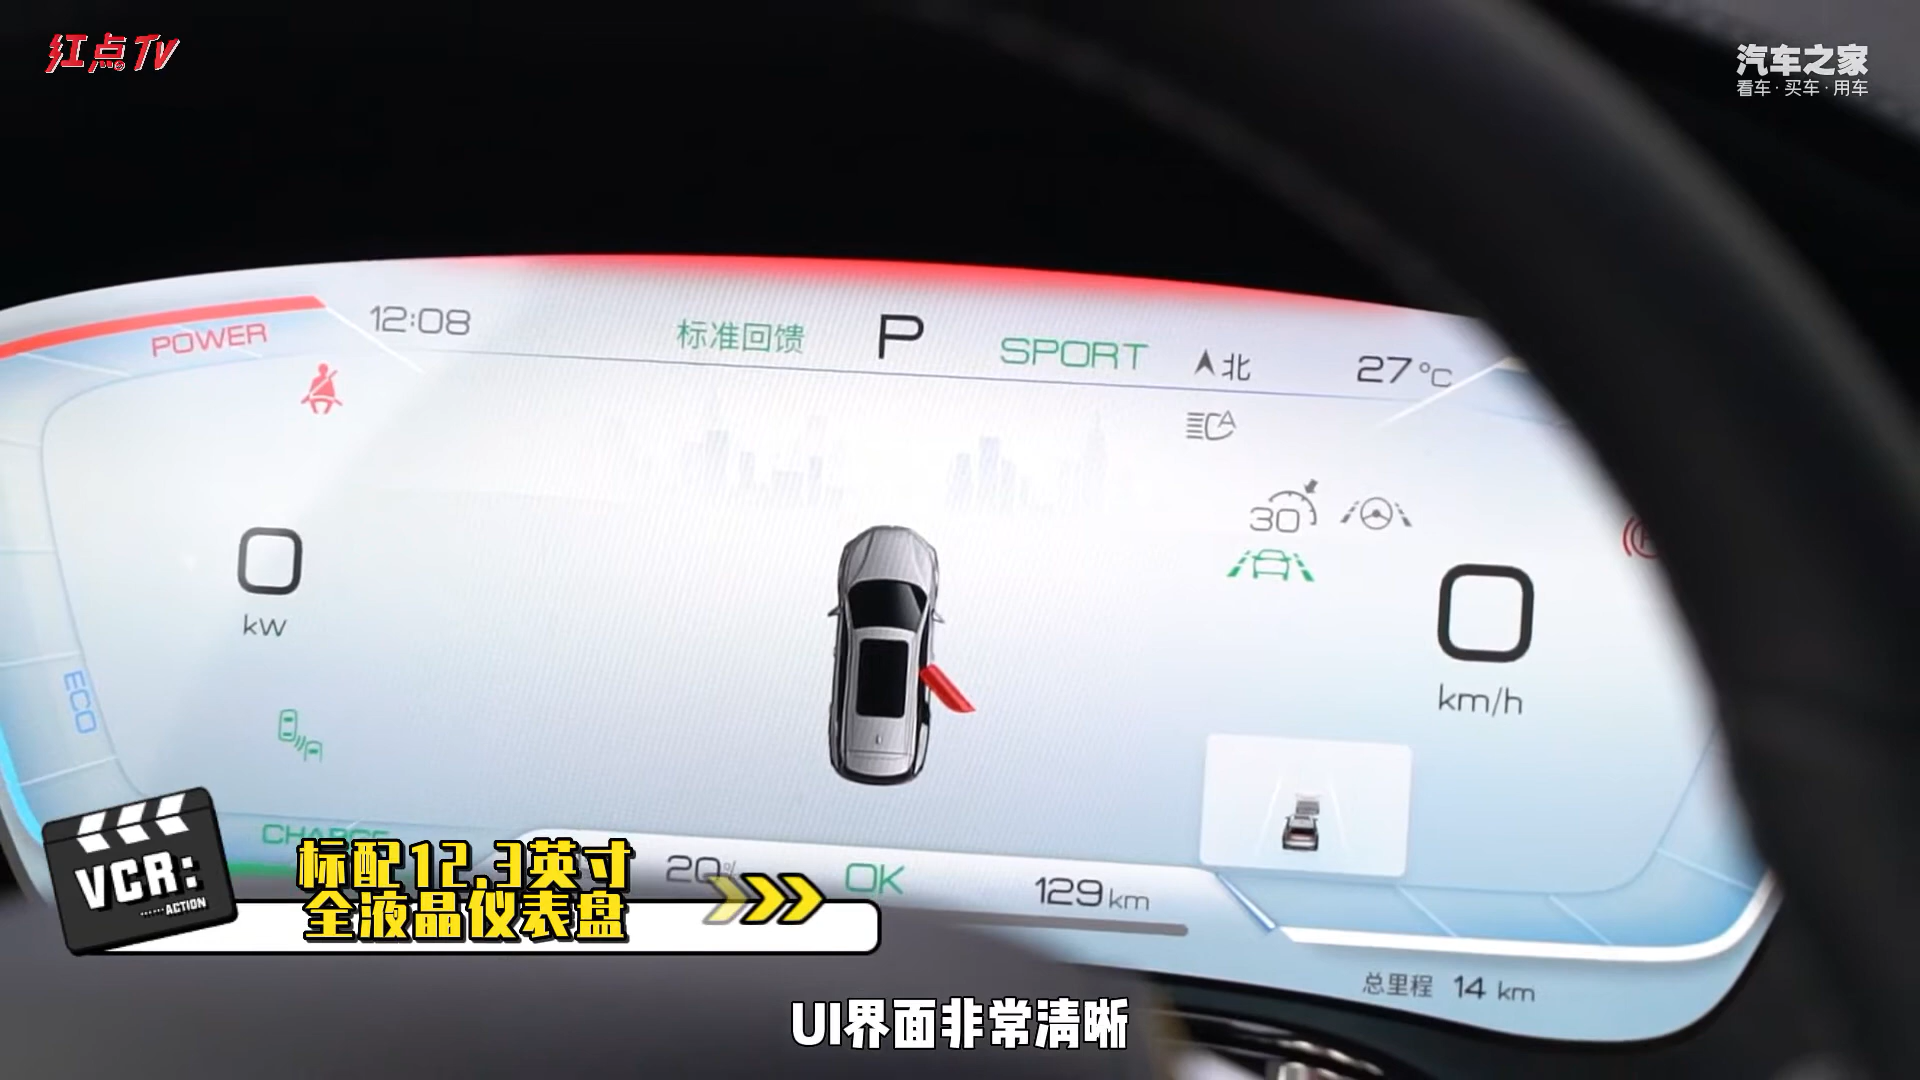 红点TV
汽车之家
看车·买车·用车
POWER
12:08
标准回馈
P
SPORT
北
27℃
A
30
0
kW
0
km/h
ECO
CHARGE
20%
OK
129 km
总里程 14 km
VCR:
······ACTION
标配12.3英寸
全液晶仪表盘
UI界面非常清晰